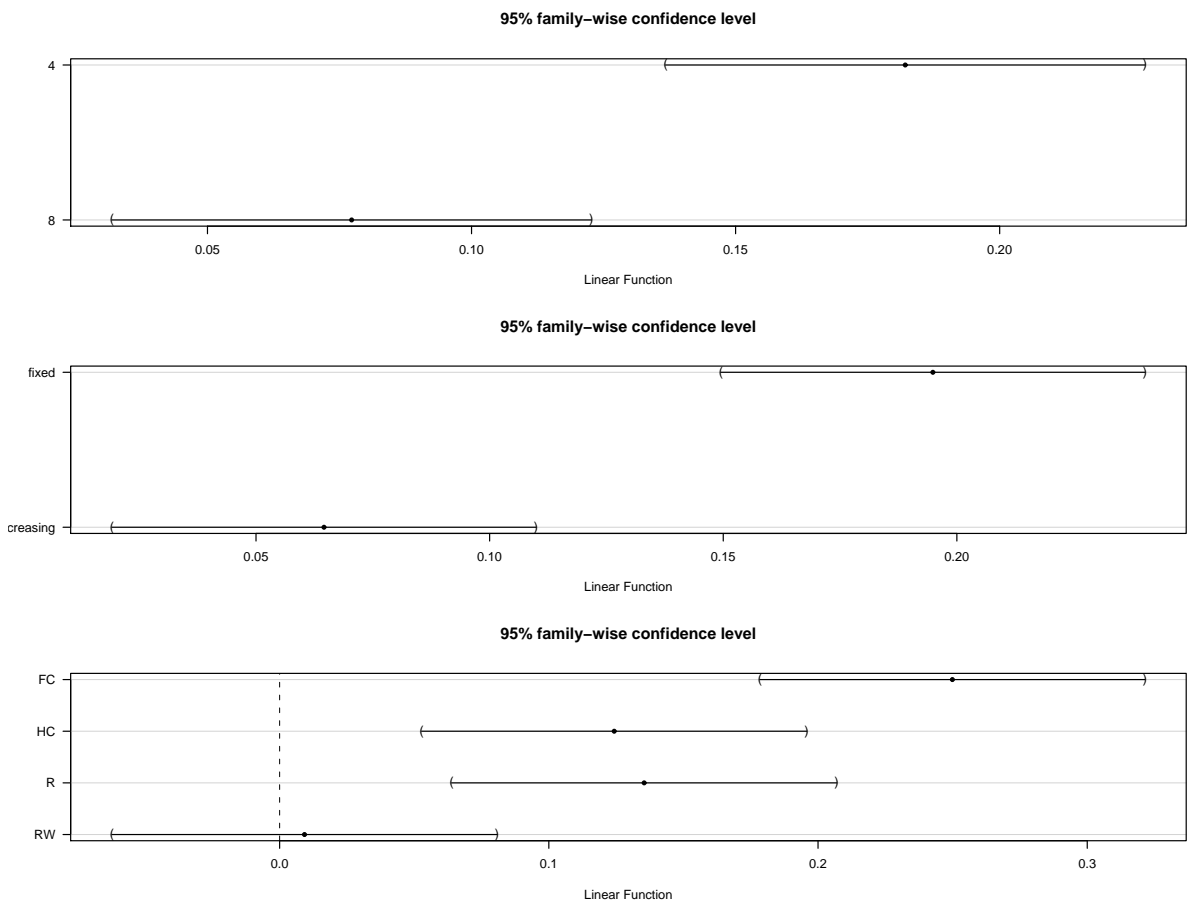 95% family−wise confidence level
4
8
0.05 0.10 0.15 0.20
Linear Function
95% family−wise confidence level
fixed
creasing
0.05 0.10 0.15 0.20
Linear Function
95% family−wise confidence level
FC
HC
R
RW
0.0 0.1 0.2 0.3
Linear Function